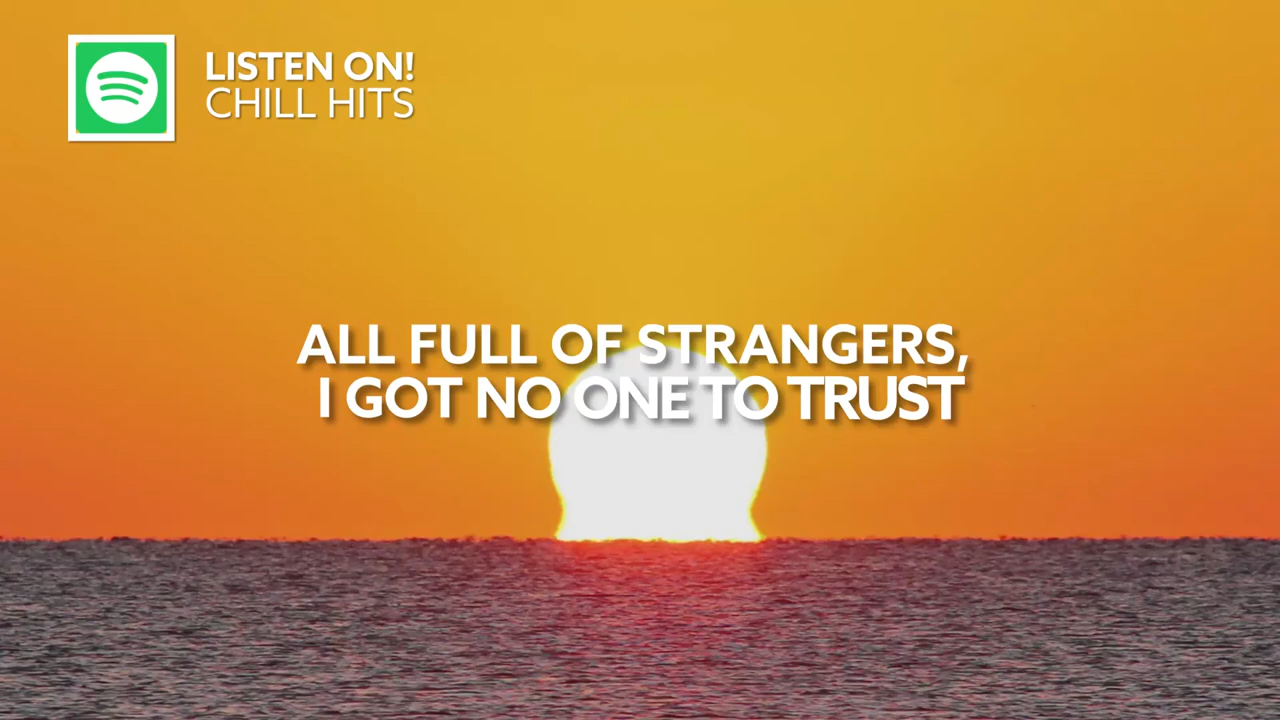 LISTEN ON!
CHILL HITS
ALL FULL OF STRANGERS,
I GOT NO ONE TO TRUST